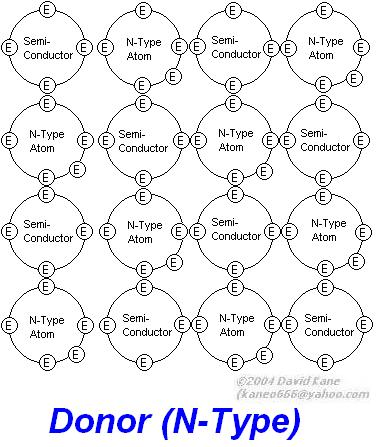 E E E E
E Semi- E E N-Type E E Semi- E E N-Type E
Conductor Atom Conductor Atom
E E
E E E E
E E E E
E N-Type E E Semi- E E N-Type E E Semi- E
Atom Conductor Atom Conductor
E E
E E E E
E E E E
E Semi- E E N-Type E E Semi- E E N-Type E
Conductor Atom Conductor Atom
E E
E E E E
E E E E
E N-Type E E Semi- E E N-Type E E Semi- E
Atom Conductor Atom Conductor
E E
E E E E
©2004 David Kane
(kaneo666@yahoo.com)
Donor (N-Type)